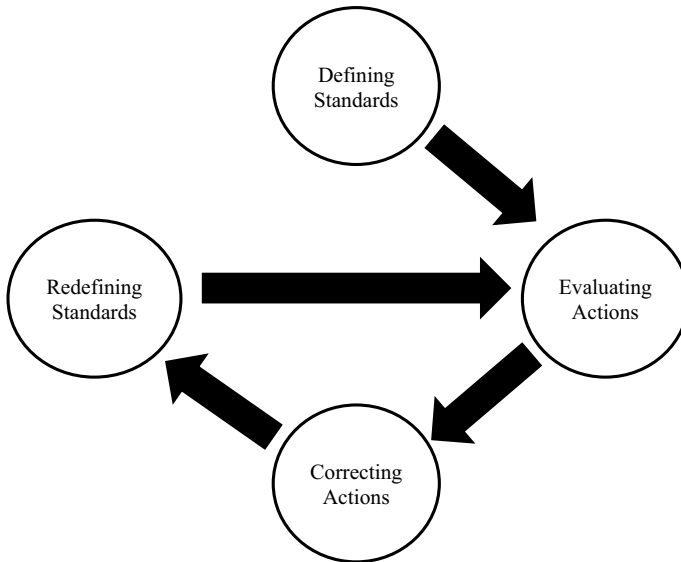 Defining
Standards
Redefining
Standards
Evaluating
Actions
Correcting
Actions